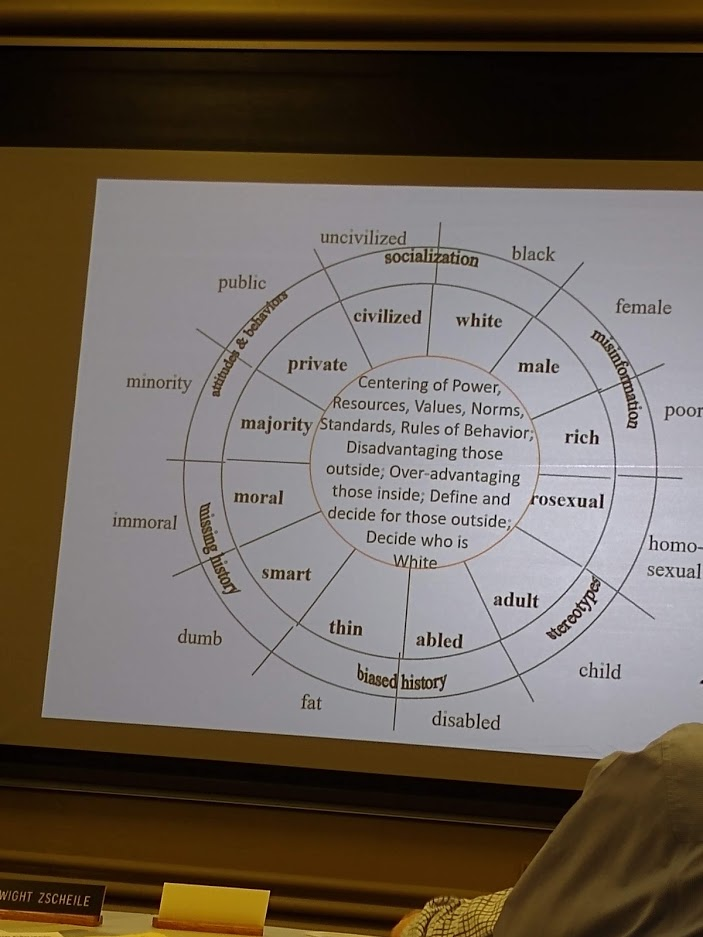 uncivilized
socialization
black
public
civilized
white
female
attitudes & behaviors
private
male
misinformation
minority
majority
rich
poor
Centering of Power,
Resources, Values, Norms,
Standards, Rules of Behavior;
Disadvantaging those
outside; Over-advantaging
those inside; Define and
decide for those outside;
Decide who is
White
moral
rosexual
immoral
missing history
homo-
sexual
smart
adult
stereotypes
dumb
thin
abled
biased history
child
fat
disabled
WIGHT ZSCHEILE